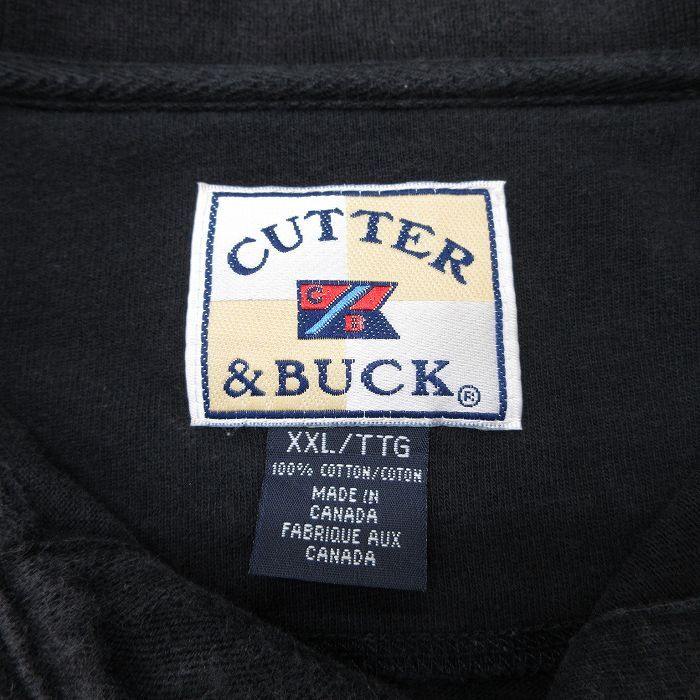 CUTTER
C
B
& BUCK®
XXL/TTG
100% COTTON/COTON
MADE IN
CANADA
FABRIQUE AUX
CANADA